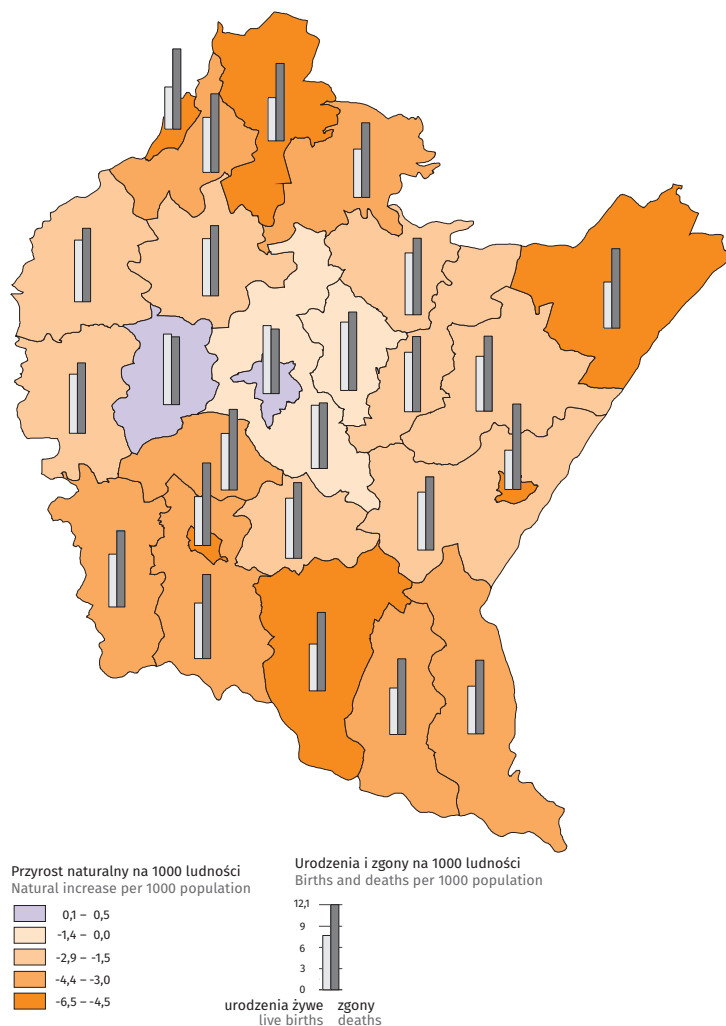 Przyrost naturalny na 1000 ludności
Natural increase per 1000 population
0,1 – 0,5
-1,4 – 0,0
-2,9 – -1,5
-4,4 – -3,0
-6,5 – -4,5
Urodzenia i zgony na 1000 ludności
Births and deaths per 1000 population
12,1
9
6
3
0
urodzenia żywe zgony
live births deaths